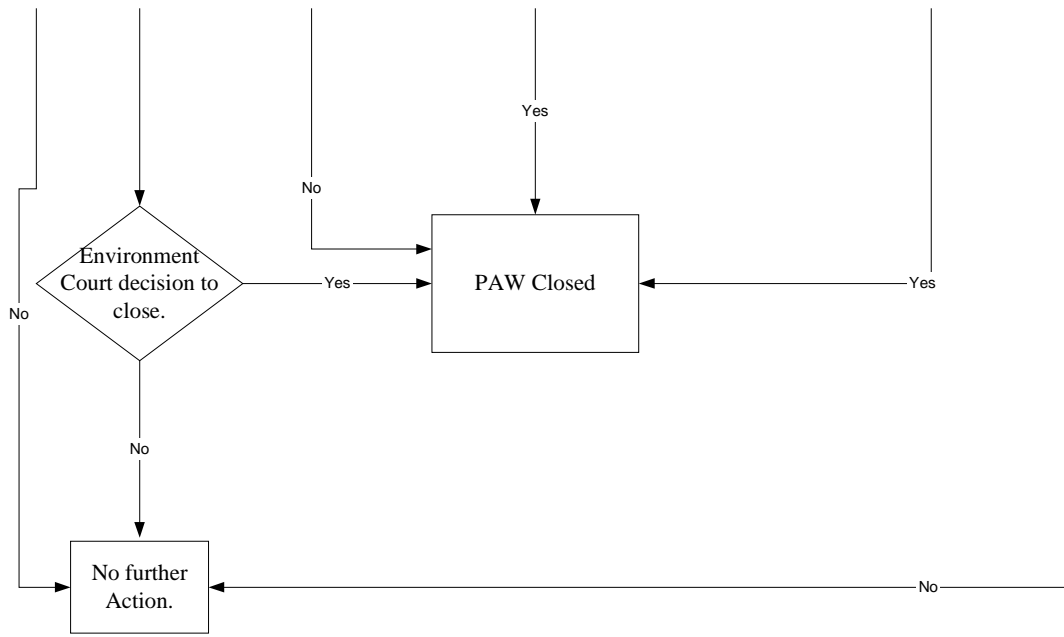 Yes
No
Environment
Court decision to
close.
Yes
PAW Closed
Yes
No
No
No further
Action.
No